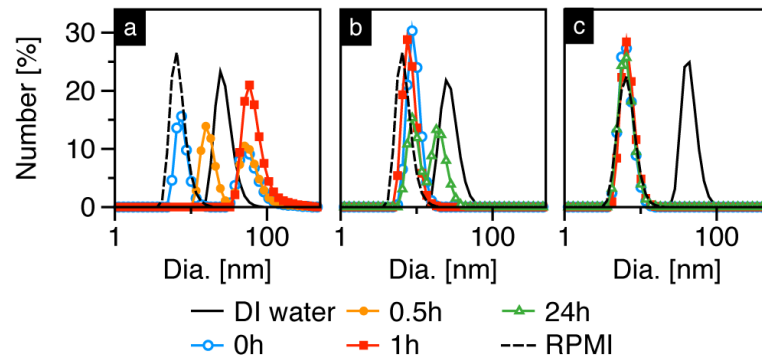 a b c
30
20
10
0
Number [%]
1 100 1 100 1 100
Dia. [nm] Dia. [nm] Dia. [nm]
DI water 0.5h 24h
0h 1h RPMI